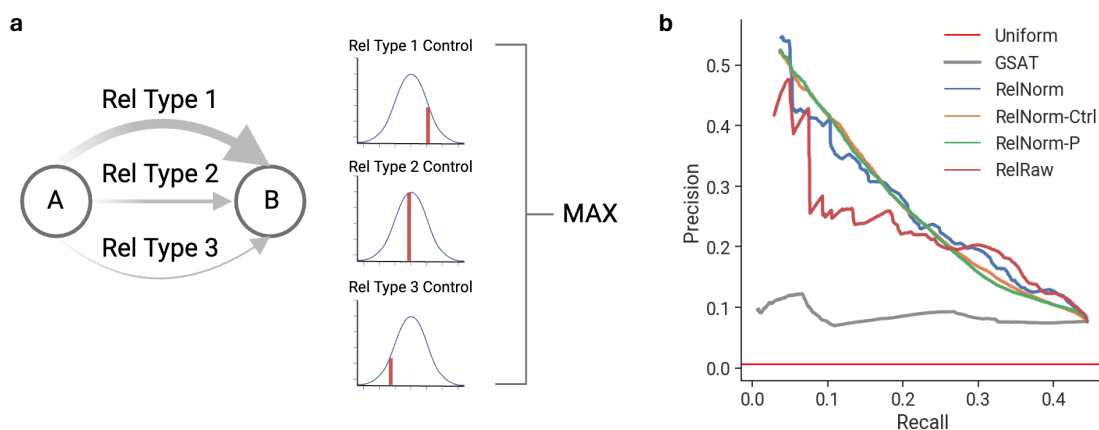 a
Rel Type 1
Rel Type 2
Rel Type 3
A
B
Rel Type 1 Control
Rel Type 2 Control
Rel Type 3 Control
MAX
b
Precision
0.5
0.4
0.3
0.2
0.1
0.0
0.0 0.1 0.2 0.3 0.4
Recall
Uniform
GSAT
RelNorm
RelNorm-Ctrl
RelNorm-P
RelRaw